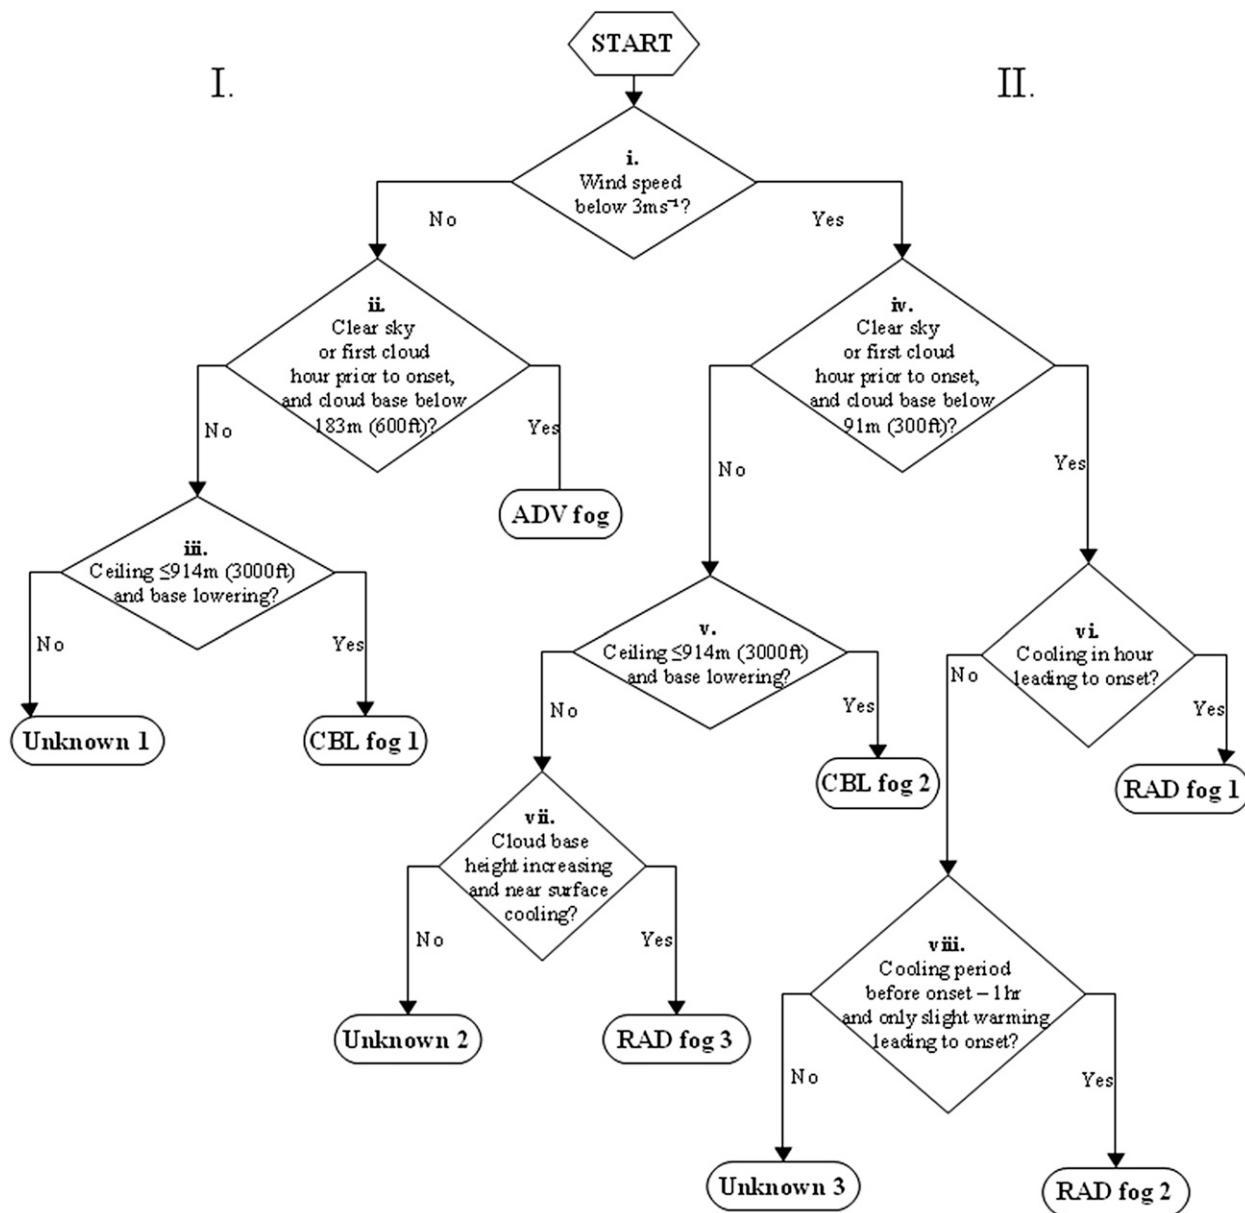 START
I.
II.
i.
Wind speed
below 3ms⁻¹?
No
Yes
ii.
Clear sky
or first cloud
hour prior to onset,
and cloud base below
183m (600ft)?
iv.
Clear sky
or first cloud
hour prior to onset,
and cloud base below
91m (300ft)?
No
Yes
No
Yes
ADV fog
iii.
Ceiling ≤914m (3000ft)
and base lowering?
No
Yes
v.
Ceiling ≤914m (3000ft)
and base lowering?
vi.
Cooling in hour
leading to onset?
No
Yes
No
Yes
Unknown 1
CBL fog 1
CBL fog 2
RAD fog 1
vii.
Cloud base
height increasing
and near surface
cooling?
No
Yes
viii.
Cooling period
before onset – 1hr
and only slight warming
leading to onset?
Unknown 2
RAD fog 3
No
Yes
Unknown 3
RAD fog 2